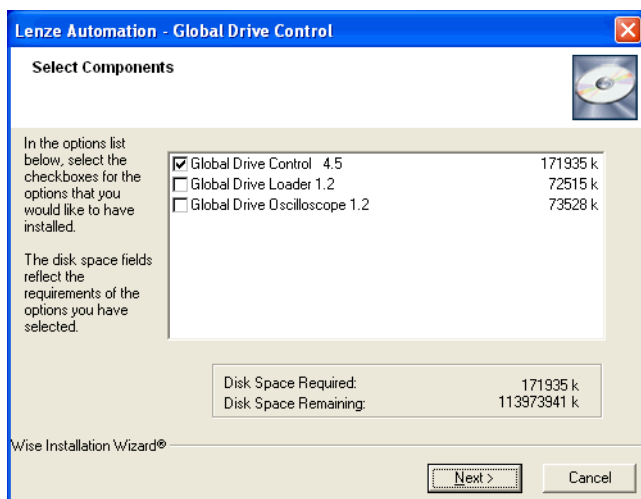 Lenze Automation - Global Drive Control
Select Components
In the options list
below, select the
checkboxes for the
options that you
would like to have
installed.
The disk space fields
reflect the
requirements of the
options you have
selected.
Global Drive Control 4.5 171935 k
Global Drive Loader 1.2 72515 k
Global Drive Oscilloscope 1.2 73528 k
Disk Space Required: 171935 k
Disk Space Remaining: 113973941 k
Wise Installation Wizard®
Next >
Cancel